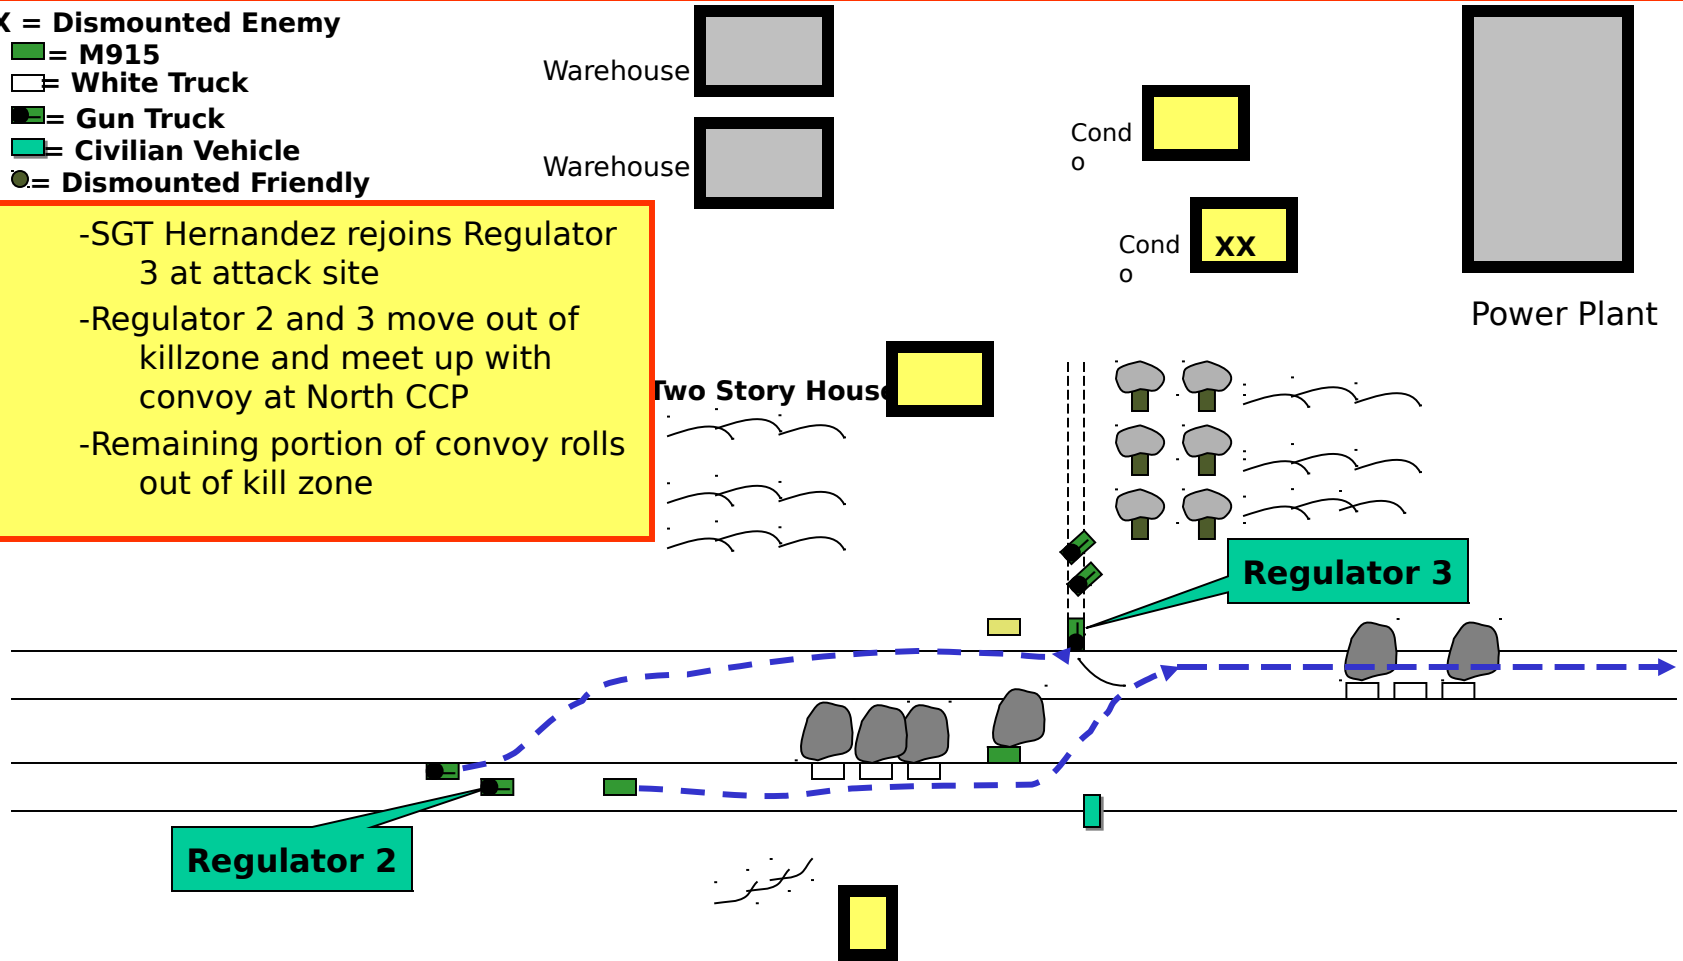 X = Dismounted Enemy
= M915
= White Truck
= Gun Truck
= Civilian Vehicle
= Dismounted Friendly
-SGT Hernandez rejoins Regulator
3 at attack site
-Regulator 2 and 3 move out of
killzone and meet up with
convoy at North CCP
-Remaining portion of convoy rolls
out of kill zone
Warehouse
Warehouse
Cond
o
Cond
o
XX
Power Plant
Two Story House
Regulator 3
Regulator 2